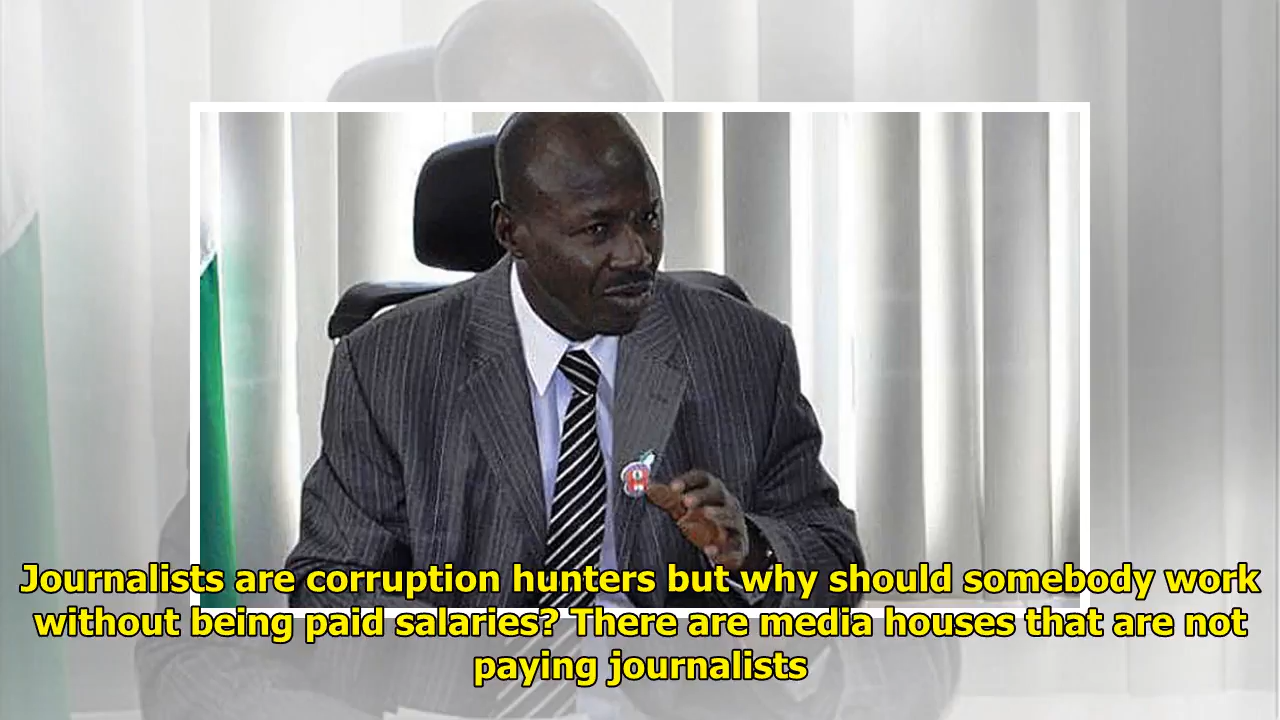 Journalists are corruption hunters but why should somebody work
without being paid salaries? There are media houses that are not
paying journalists